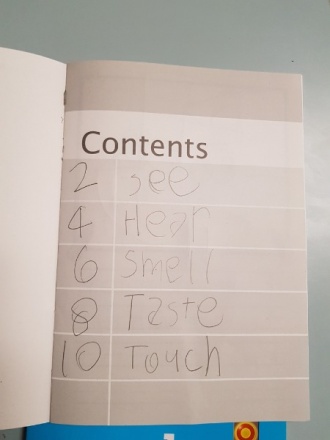 Contents
2 see
4 Hear
6 Smell
8 Taste
10 Touch